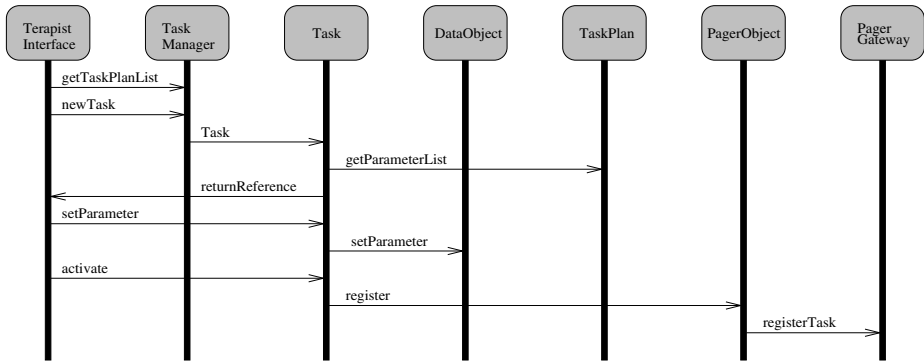 Terapist
Interface
Task
Manager
Task
DataObject
TaskPlan
PagerObject
Pager
Gateway
getTaskPlanList
newTask
Task
getParameterList
returnReference
setParameter
setParameter
activate
register
registerTask